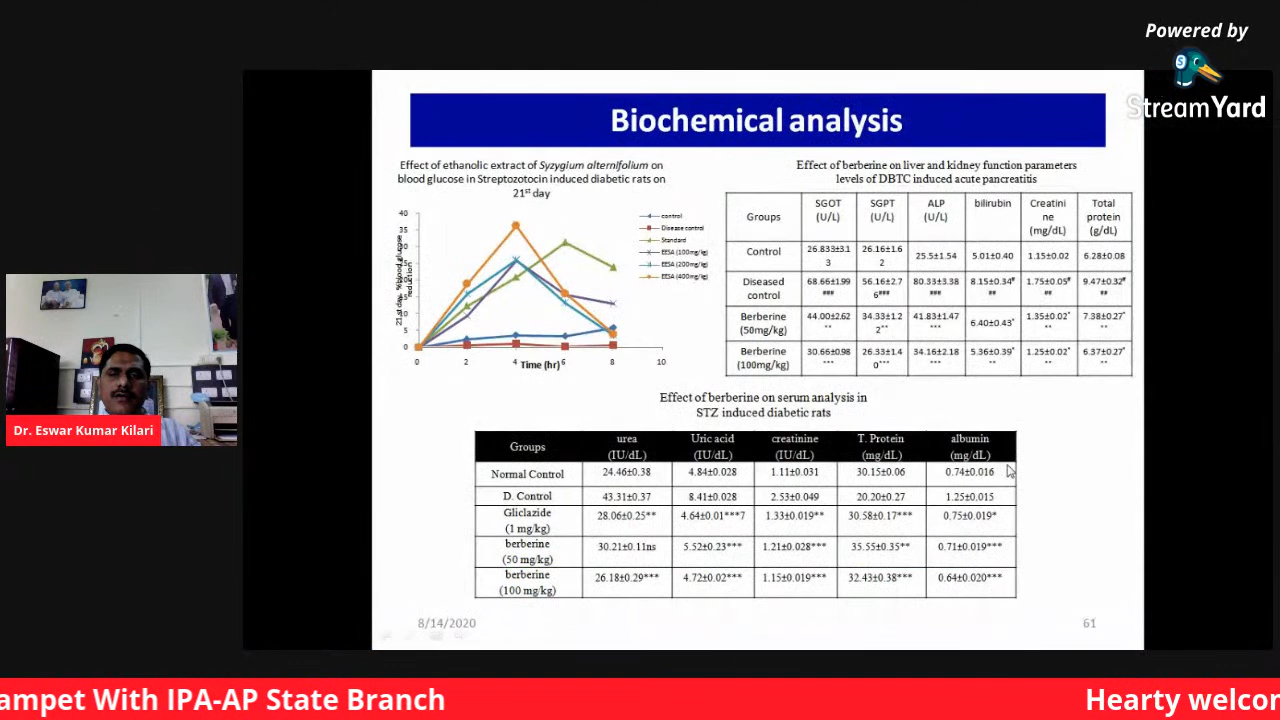 Powered by
StreamYard
Biochemical analysis
Effect of ethanolic extract of Syzygium alternifolium on
blood glucose in Streptozotocin induced diabetic rats on
21st day
21st day, % blood glucose
reduction
40
35
30
25
20
15
10
5
0
0 2 4 6 8 10
Time (hr)
control
Disease control
Standard
EESA (100mg/kg)
EESA (200mg/kg)
EESA (400mg/kg)
Effect of berberine on liver and kidney function parameters
levels of DBTC induced acute pancreatitis
Groups SGOT (U/L) SGPT (U/L) ALP (U/L) bilirubin Creatinine (mg/dL) Total protein (g/dL)
Control 26.833±3.13 26.16±1.62 25.5±1.54 5.01±0.40 1.15±0.02 6.28±0.08
Diseased control 68.66±1.99### 56.16±2.76### 80.33±3.38### 8.15±0.34### 1.75±0.05### 9.47±0.32###
Berberine (50mg/kg) 44.00±2.62** 34.33±1.22** 41.83±1.47*** 6.40±0.43* 1.35±0.02*** 7.38±0.27***
Berberine (100mg/kg) 30.66±0.98*** 26.33±1.40*** 34.16±2.18*** 5.36±0.39*** 1.25±0.02*** 6.37±0.27***
Effect of berberine on serum analysis in
STZ induced diabetic rats
Groups urea (IU/dL) Uric acid (IU/dL) creatinine (IU/dL) T. Protein (mg/dL) albumin (mg/dL)
Normal Control 24.46±0.38 4.84±0.028 1.11±0.031 30.15±0.06 0.74±0.016
D. Control 43.31±0.37 8.41±0.028 2.53±0.049 20.20±0.27 1.25±0,015
Gliclazide (1 mg/kg) 28.06±0.25** 4.64±0.01***7 1.33±0.019** 30.58±0.17*** 0.75±0.019*
berberine (50 mg/kg) 30.21±0.11ns 5.52±0.23*** 1.21±0.028*** 35.55±0.35** 0.71±0.019***
berberine (100 mg/kg) 26.18±0.29*** 4.72±0.02*** 1.15±0.019*** 32.43±0.38*** 0.64±0.020***
8/14/2020
61
Dr. Eswar Kumar Kilari
ampet With IPA-AP State Branch
Hearty welcon